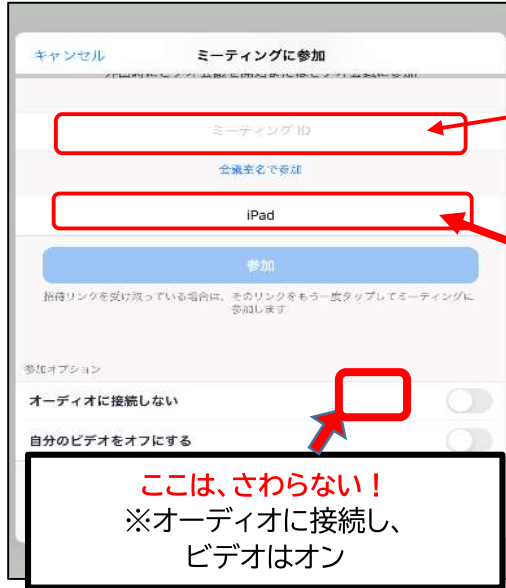 キャンセル ミーティングに参加
ミーティング ID
会議室名で参加
iPad
参加
招待リンクを受け取っている場合は、そのリンクをもう一度タップしてミーティングに
参加します
参加オプション
オーディオに接続しない
自分のビデオをオフにする
ここは、さわらない！
※オーディオに接続し、
ビデオはオン